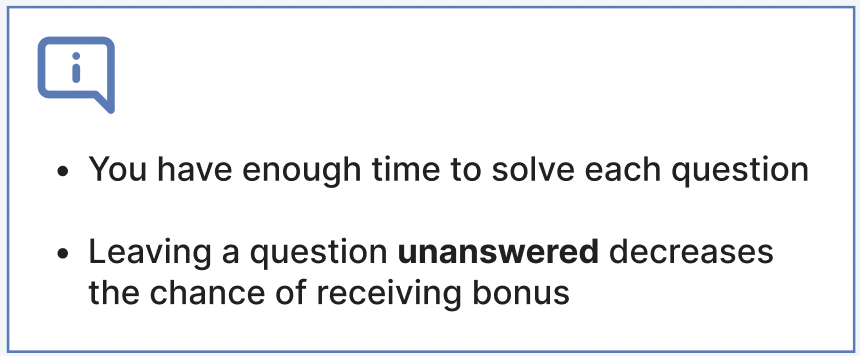 • You have enough time to solve each question
• Leaving a question unanswered decreases
the chance of receiving bonus